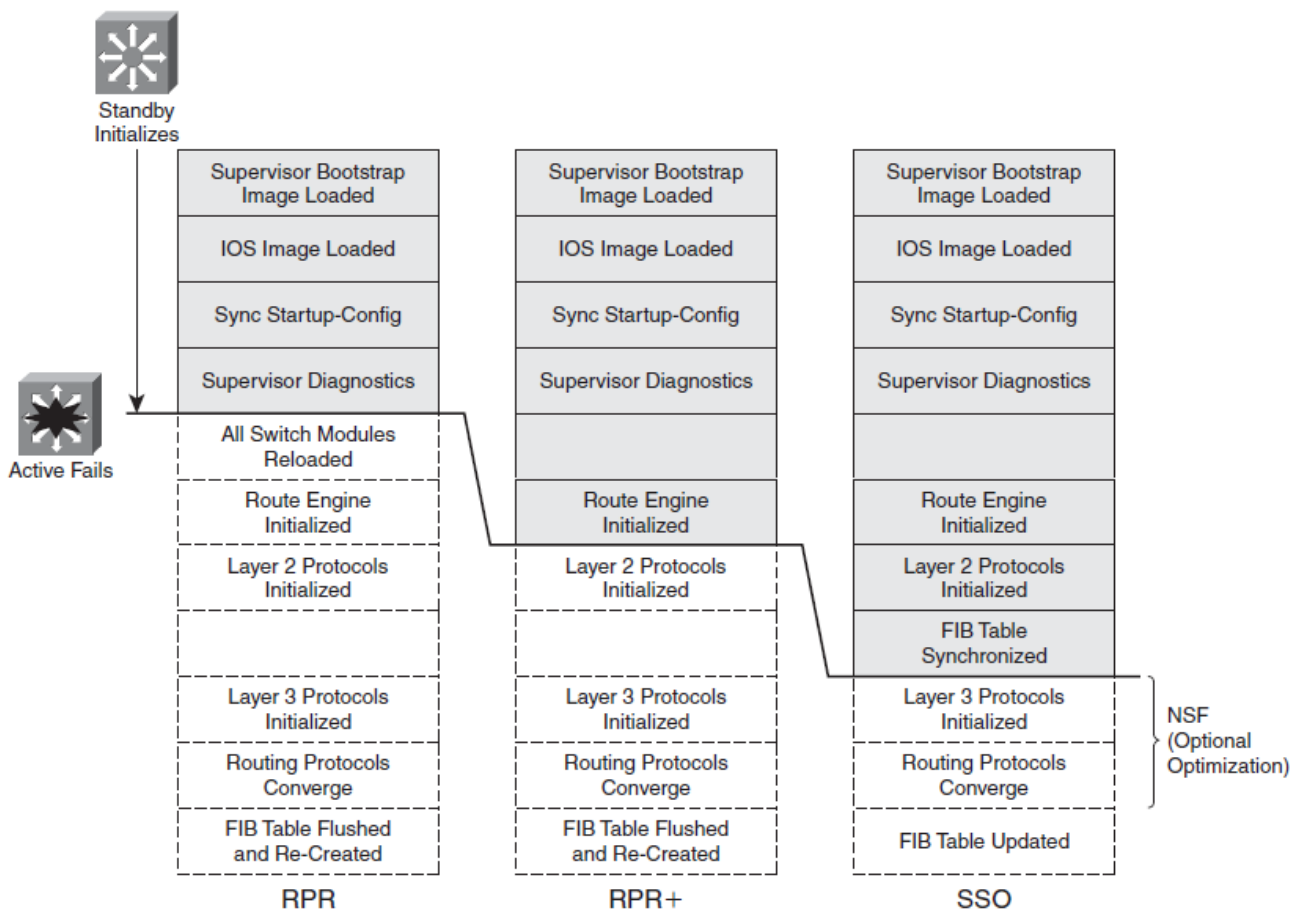 Standby
Initializes
Supervisor Bootstrap
Image Loaded
IOS Image Loaded
Sync Startup-Config
Supervisor Diagnostics
Active Fails
All Switch Modules
Reloaded
Route Engine
Initialized
Layer 2 Protocols
Initialized
Layer 3 Protocols
Initialized
Routing Protocols
Converge
FIB Table Flushed
and Re-Created
RPR
Supervisor Bootstrap
Image Loaded
IOS Image Loaded
Sync Startup-Config
Supervisor Diagnostics
Route Engine
Initialized
Layer 2 Protocols
Initialized
Layer 3 Protocols
Initialized
Routing Protocols
Converge
FIB Table Flushed
and Re-Created
RPR+
Supervisor Bootstrap
Image Loaded
IOS Image Loaded
Sync Startup-Config
Supervisor Diagnostics
Route Engine
Initialized
Layer 2 Protocols
Initialized
FIB Table
Synchronized
Layer 3 Protocols
Initialized
Routing Protocols
Converge
FIB Table Updated
SSO
NSF
(Optional
Optimization)